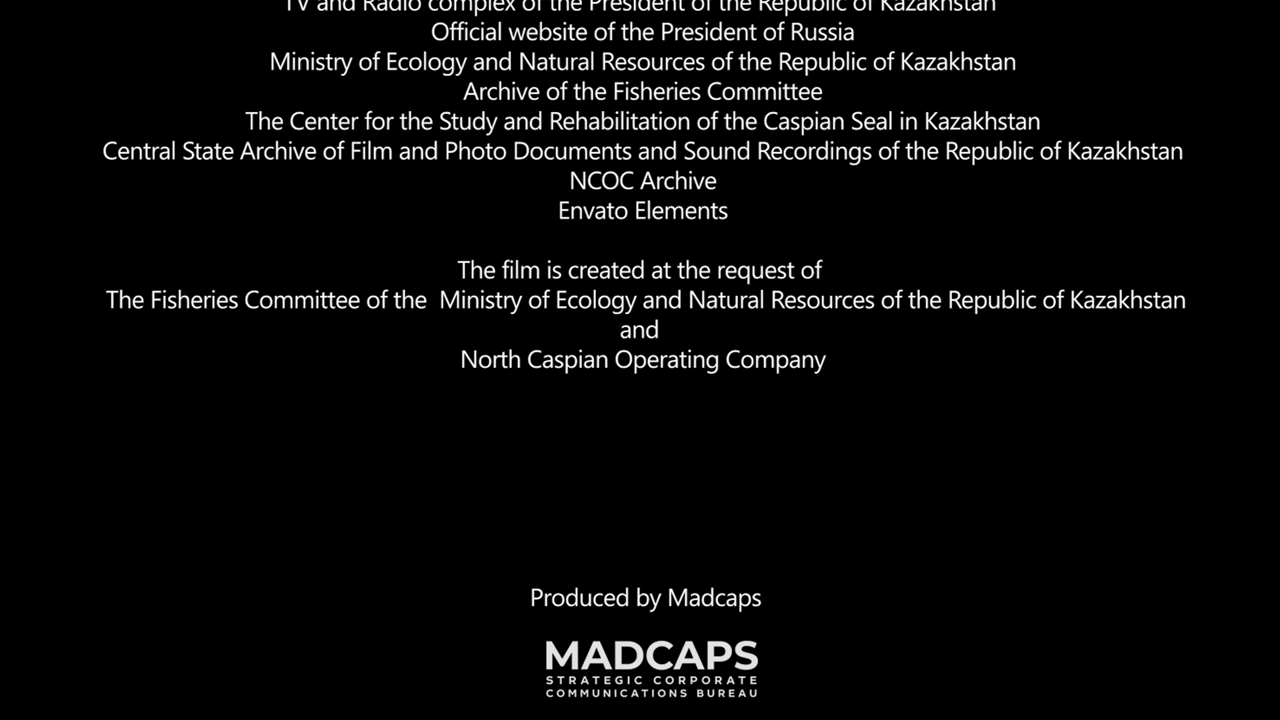 TV and Radio complex of the President of the Republic of Kazakhstan
Official website of the President of Russia
Ministry of Ecology and Natural Resources of the Republic of Kazakhstan
Archive of the Fisheries Committee
The Center for the Study and Rehabilitation of the Caspian Seal in Kazakhstan
Central State Archive of Film and Photo Documents and Sound Recordings of the Republic of Kazakhstan
NCOC Archive
Envato Elements
The film is created at the request of
The Fisheries Committee of the  Ministry of Ecology and Natural Resources of the Republic of Kazakhstan
and
North Caspian Operating Company
Produced by Madcaps
MADCAPS
STRATEGIC CORPORATE
COMMUNICATIONS BUREAU